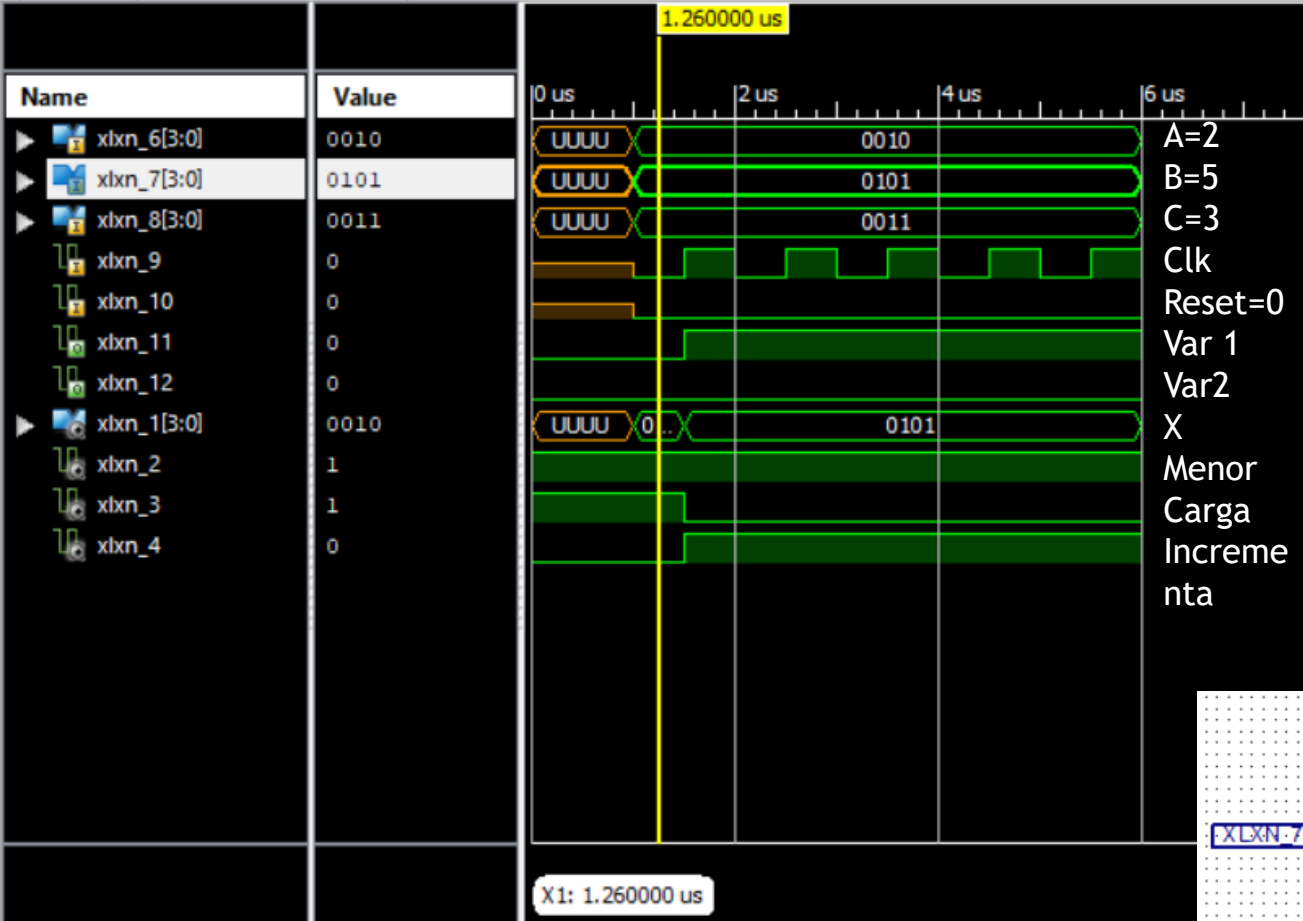 1.260000 us
Name Value 0 us 2 us 4 us 6 us
xlxn_6[3:0] 0010 UUUU 0010 A=2
xlxn_7[3:0] 0101 UUUU 0101 B=5
xlxn_8[3:0] 0011 UUUU 0011 C=3
xlxn_9 0 Clk
xlxn_10 0 Reset=0
xlxn_11 0 Var 1
xlxn_12 0 Var2
xlxn_1[3:0] 0010 UUUU 0... 0101 X
xlxn_2 1 Menor
xlxn_3 1 Carga
xlxn_4 0 Increme
nta
XLXN_7
X1: 1.260000 us